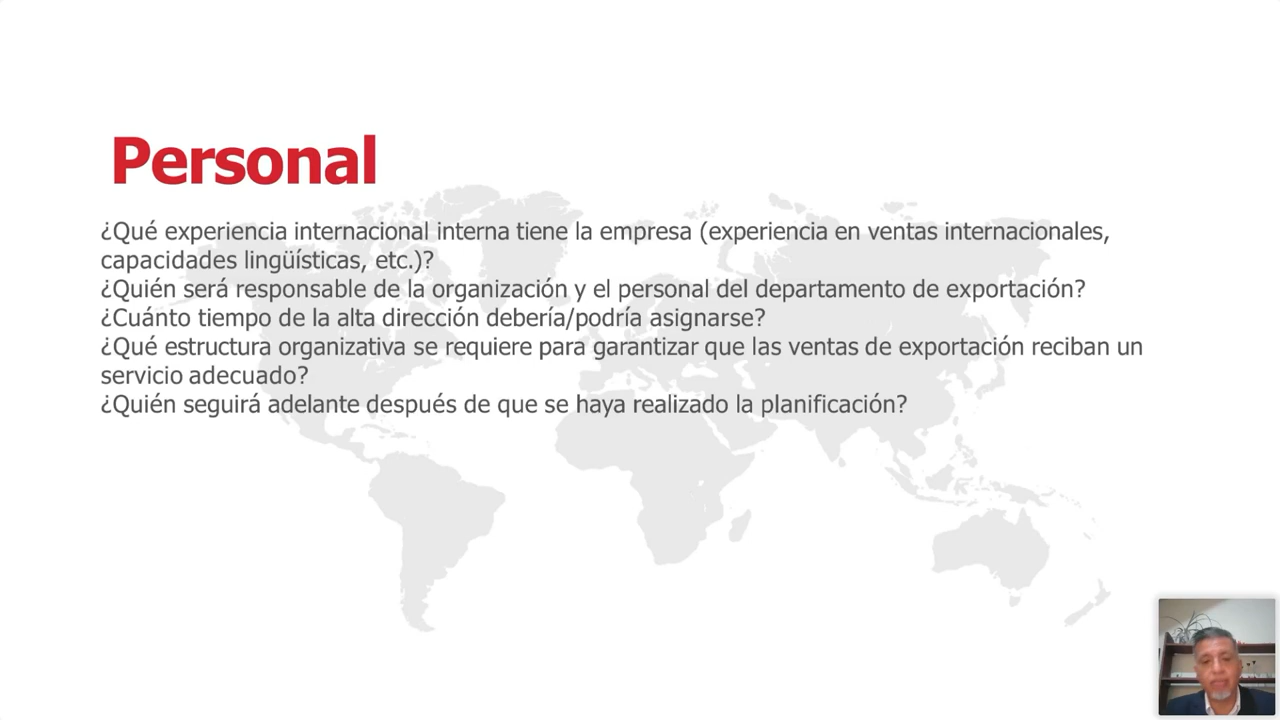 Personal
¿Qué experiencia internacional interna tiene la empresa (experiencia en ventas internacionales,
capacidades lingüísticas, etc.)?
¿Quién será responsable de la organización y el personal del departamento de exportación?
¿Cuánto tiempo de la alta dirección debería/podría asignarse?
¿Qué estructura organizativa se requiere para garantizar que las ventas de exportación reciban un
servicio adecuado?
¿Quién seguirá adelante después de que se haya realizado la planificación?